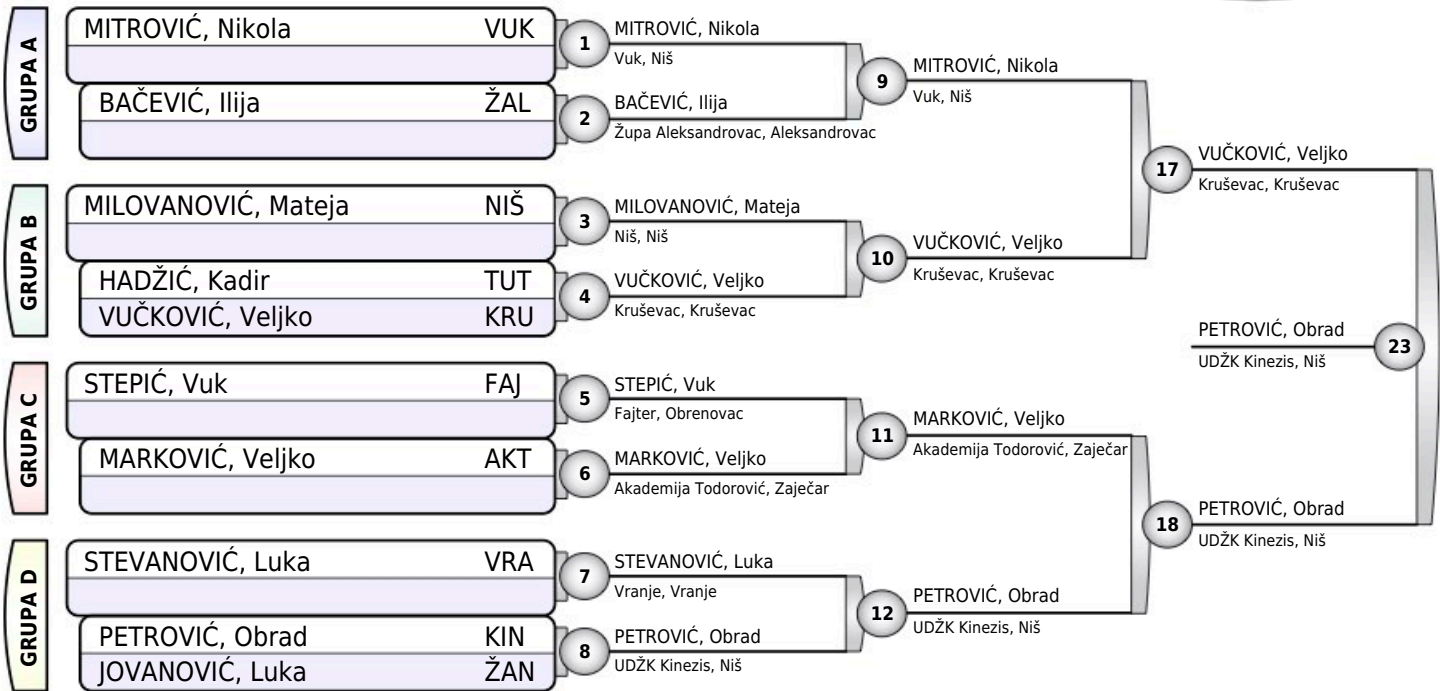 GRUPA A
MITROVIĆ, Nikola VUK
BAČEVIĆ, Ilija ŽAL
GRUPA B
MILOVANOVIĆ, Mateja NIŠ
HADŽIĆ, Kadir TUT
VUČKOVIĆ, Veljko KRU
GRUPA C
STEPIĆ, Vuk FAJ
MARKOVIĆ, Veljko AKT
GRUPA D
STEVANOVIĆ, Luka VRA
PETROVIĆ, Obrad KIN
JOVANOVIĆ, Luka ŽAN
1
MITROVIĆ, Nikola
Vuk, Niš
2
BAČEVIĆ, Ilija
Župa Aleksandrovac, Aleksandrovac
3
MILOVANOVIĆ, Mateja
Niš, Niš
4
VUČKOVIĆ, Veljko
Kruševac, Kruševac
5
STEPIĆ, Vuk
Fajter, Obrenovac
6
MARKOVIĆ, Veljko
Akademija Todorović, Zaječar
7
STEVANOVIĆ, Luka
Vranje, Vranje
8
PETROVIĆ, Obrad
UDŽK Kinezis, Niš
9
MITROVIĆ, Nikola
Vuk, Niš
10
VUČKOVIĆ, Veljko
Kruševac, Kruševac
11
MARKOVIĆ, Veljko
Akademija Todorović, Zaječar
12
PETROVIĆ, Obrad
UDŽK Kinezis, Niš
17
VUČKOVIĆ, Veljko
Kruševac, Kruševac
18
PETROVIĆ, Obrad
UDŽK Kinezis, Niš
PETROVIĆ, Obrad
UDŽK Kinezis, Niš
23